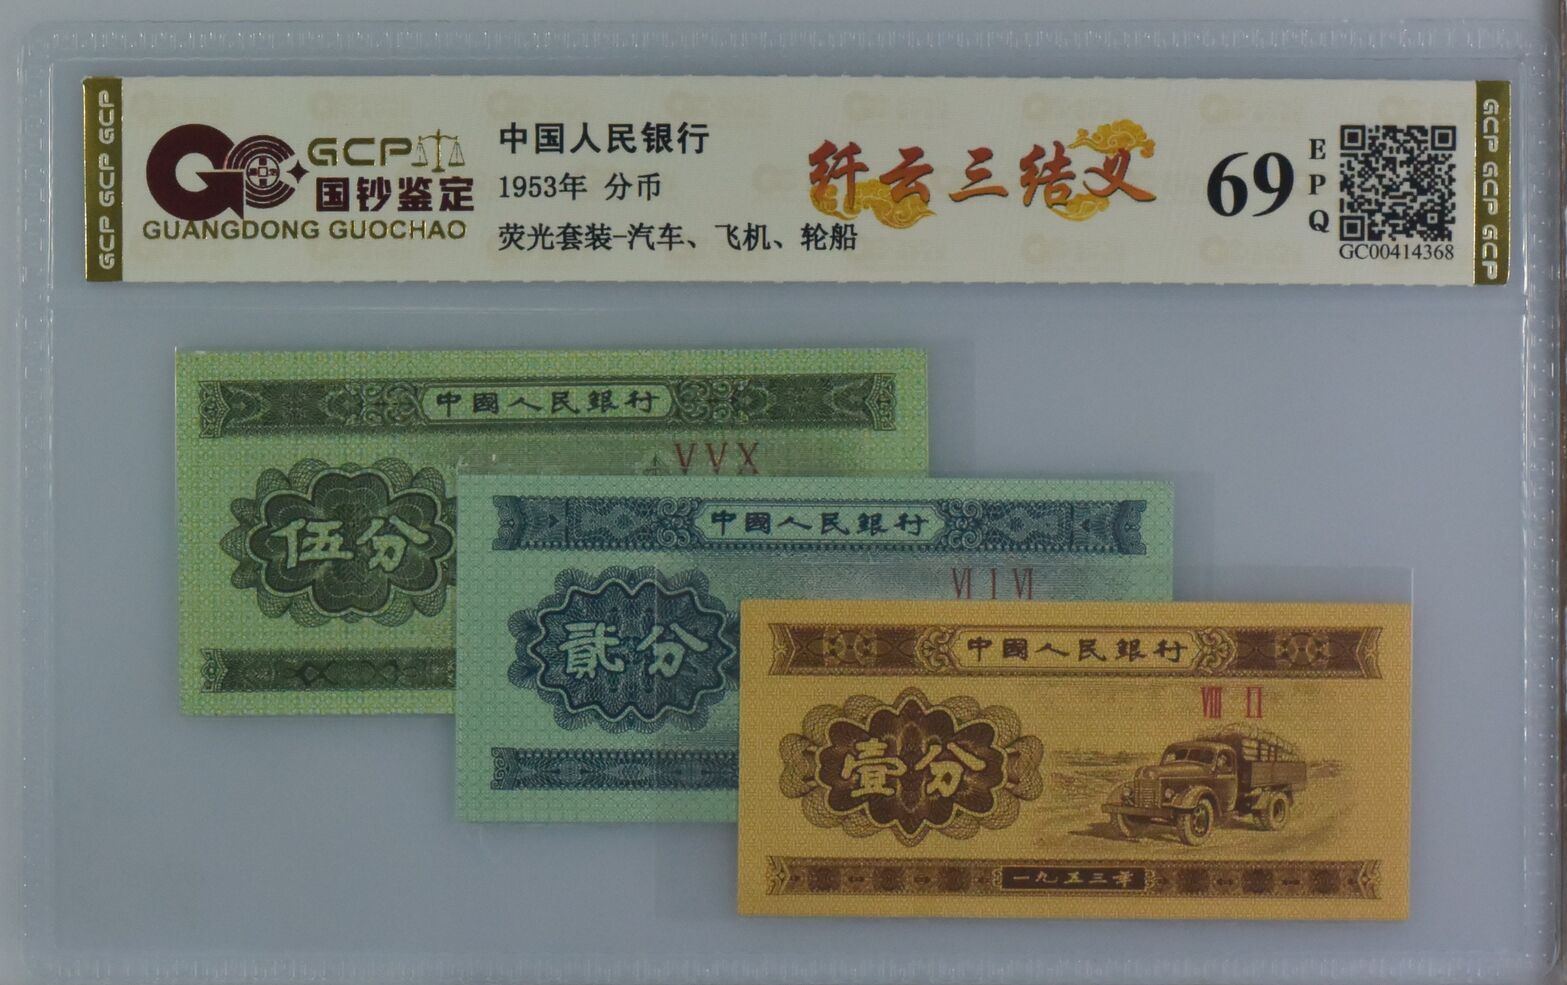 GCP GCP GCP
GCP
国钞鉴定
GUANGDONG GUOCHAO
中国人民银行
1953年 分币
荧光套装-汽车、飞机、轮船
纤云三结义
69
EPQ
GC00414368
GCP GCP GCP
中國人民銀行
VVX
伍分
中國人民銀行
VI I VI
貳分
中國人民銀行
VIII II
壹分
一九五三年